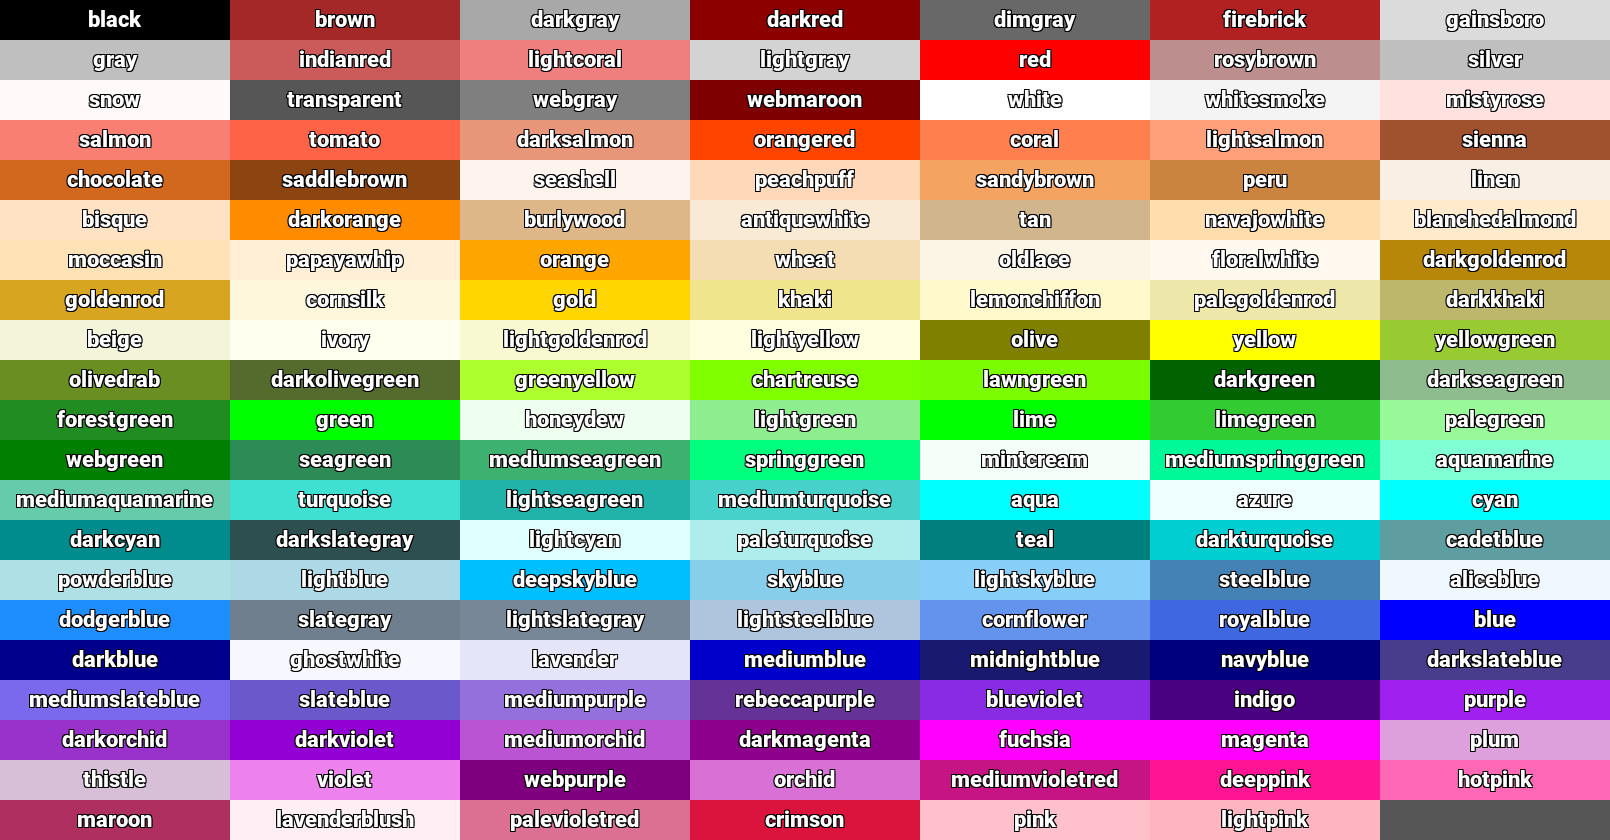 black brown darkgray darkred dimgray firebrick gainsboro
gray indianred lightcoral lightgray red rosybrown silver
snow transparent webgray webmaroon white whitesmoke mistyrose
salmon tomato darksalmon orangered coral lightsalmon sienna
chocolate saddlebrown seashell peachpuff sandybrown peru linen
bisque darkorange burlywood antiquewhite tan navajowhite blanchedalmond
moccasin papayawhip orange wheat oldlace floralwhite darkgoldenrod
goldenrod cornsilk gold khaki lemonchiffon palegoldenrod darkkhaki
beige ivory lightgoldenrod lightyellow olive yellow yellowgreen
olivedrab darkolivegreen greenyellow chartreuse lawngreen darkgreen darkseagreen
forestgreen green honeydew lightgreen lime limegreen palegreen
webgreen seagreen mediumseagreen springgreen mintcream mediumspringgreen aquamarine
mediumaquamarine turquoise lightseagreen mediumturquoise aqua azure cyan
darkcyan darkslategray lightcyan paleturquoise teal darkturquoise cadetblue
powderblue lightblue deepskyblue skyblue lightskyblue steelblue aliceblue
dodgerblue slategray lightslategray lightsteelblue cornflower royalblue blue
darkblue ghostwhite lavender mediumblue midnightblue navyblue darkslateblue
mediumslateblue slateblue mediumpurple rebeccapurple blueviolet indigo purple
darkorchid darkviolet mediumorchid darkmagenta fuchsia magenta plum
thistle violet webpurple orchid mediumvioletred deeppink hotpink
maroon lavenderblush palevioletred crimson pink lightpink